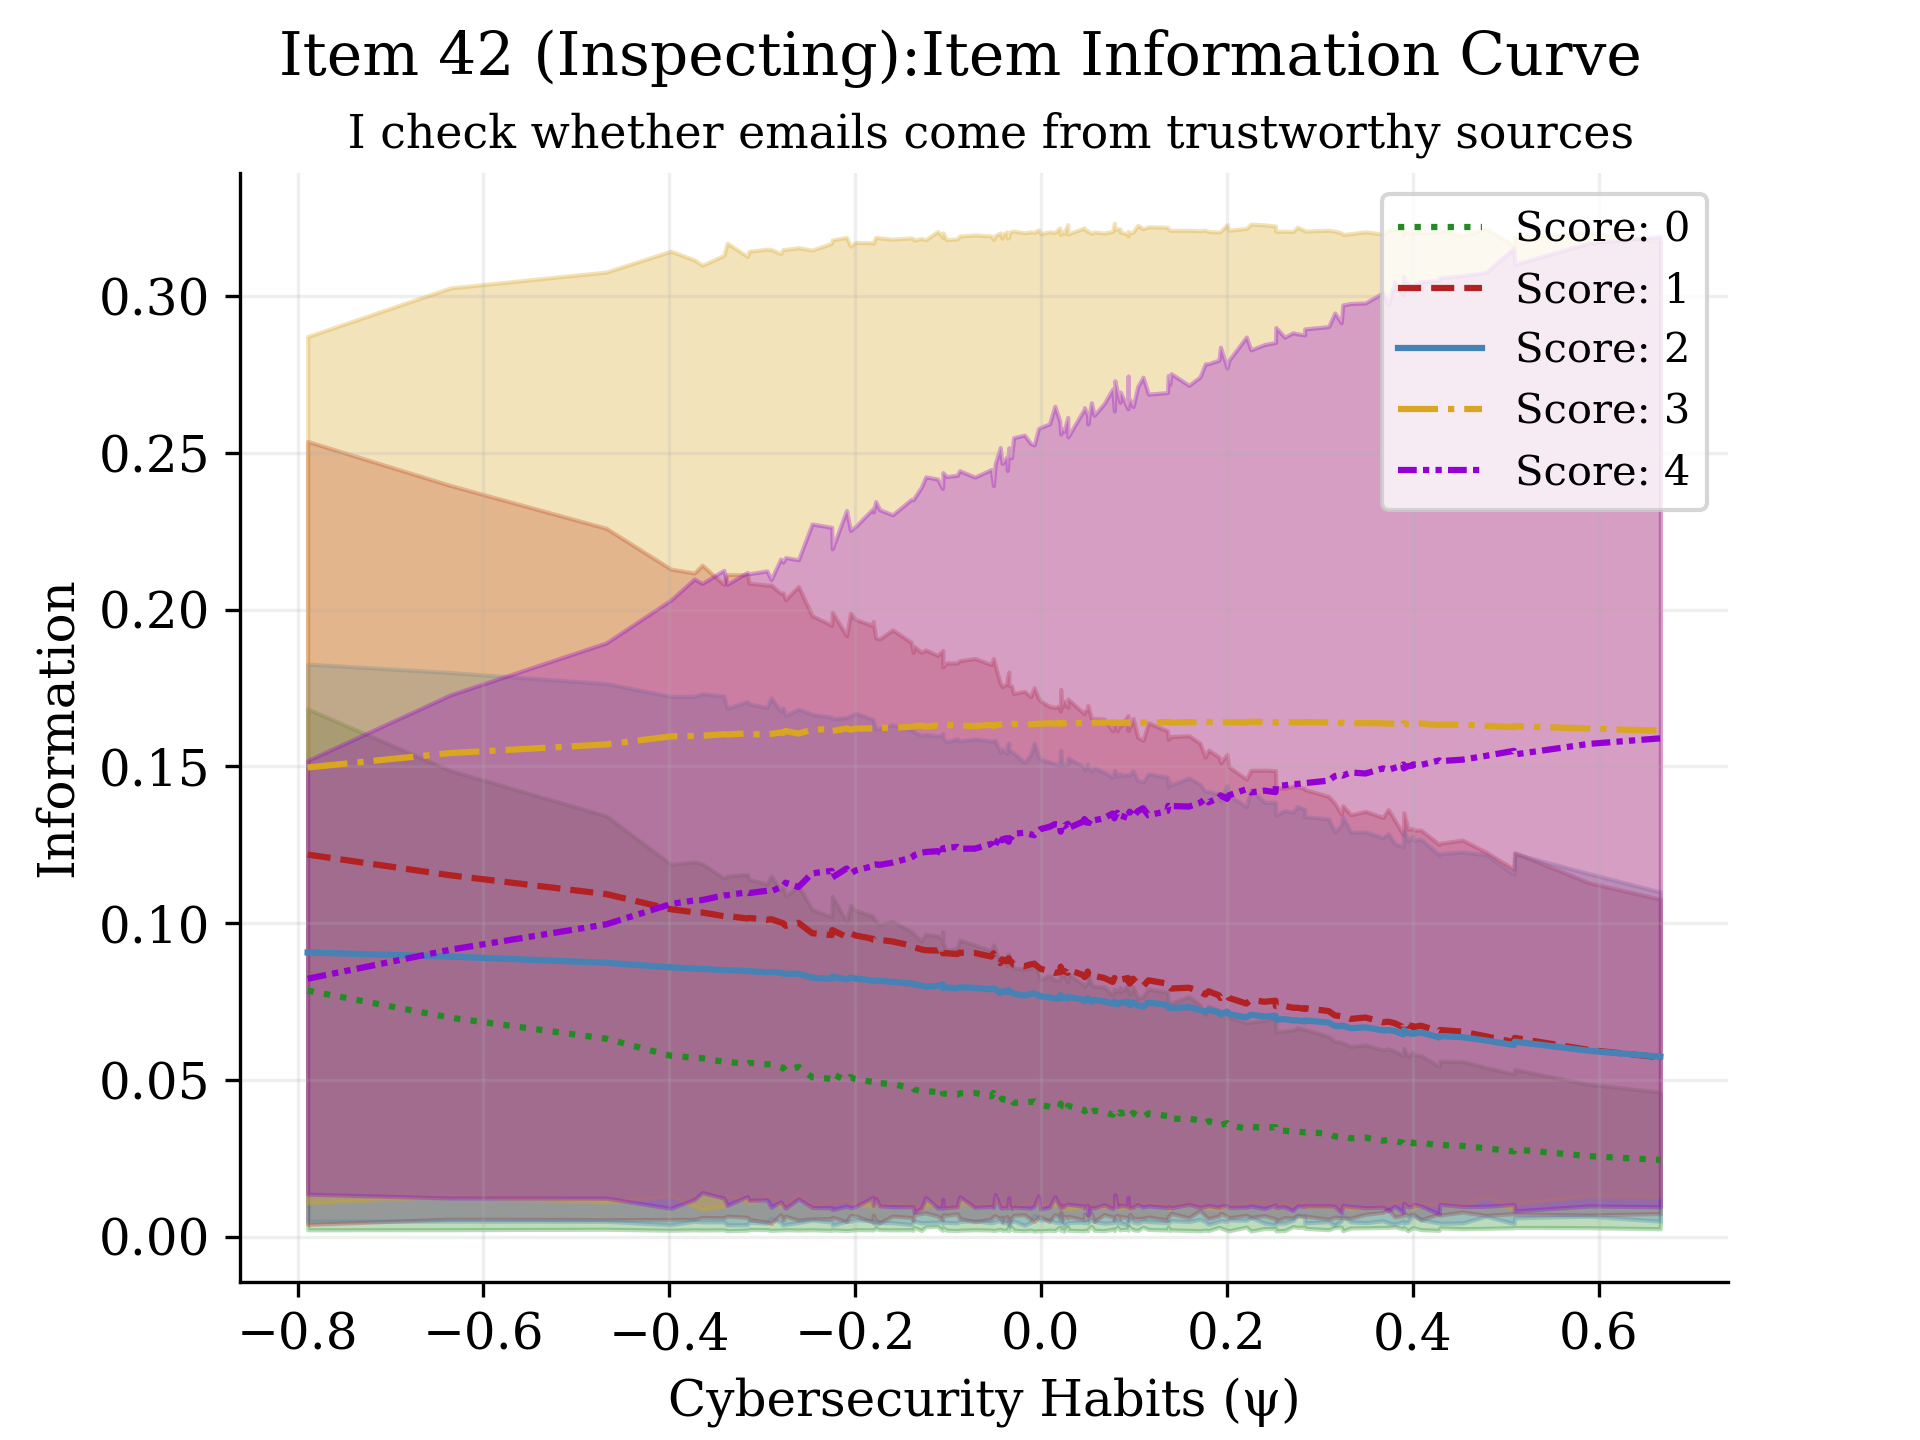 Item 42 (Inspecting):Item Information Curve
I check whether emails come from trustworthy sources
Score: 0
Score: 1
Score: 2
Score: 3
Score: 4
Information
0.30
0.25
0.20
0.15
0.10
0.05
0.00
−0.8 −0.6 −0.4 −0.2 0.0 0.2 0.4 0.6
Cybersecurity Habits (ψ)